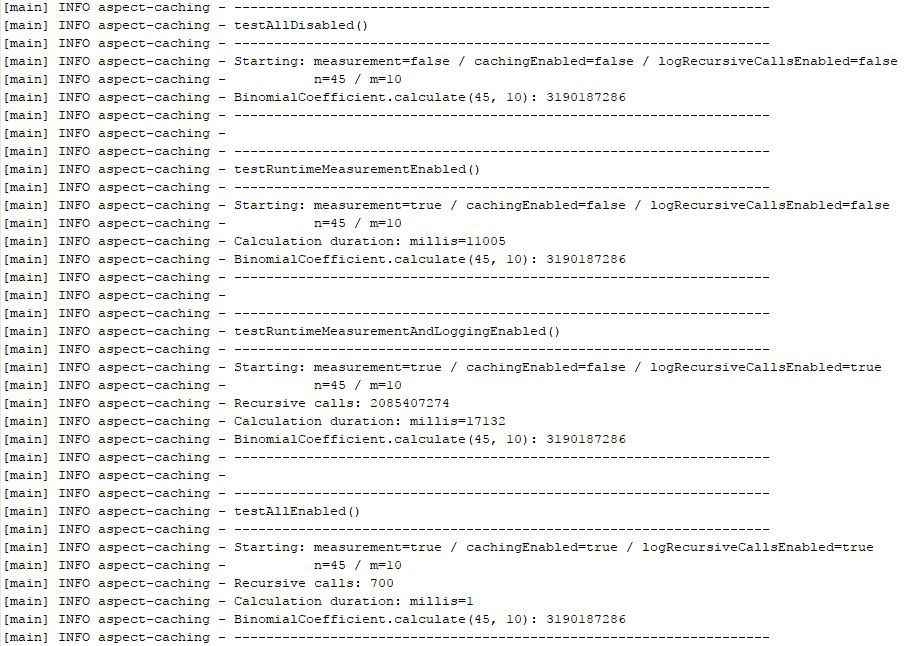 [main] INFO aspect-caching - -------------------------------------------------------------------
[main] INFO aspect-caching - testAllDisabled()
[main] INFO aspect-caching - -------------------------------------------------------------------
[main] INFO aspect-caching - Starting: measurement=false / cachingEnabled=false / logRecursiveCallsEnabled=false
[main] INFO aspect-caching -           n=45 / m=10
[main] INFO aspect-caching - BinomialCoefficient.calculate(45, 10): 3190187286
[main] INFO aspect-caching - -------------------------------------------------------------------
[main] INFO aspect-caching -
[main] INFO aspect-caching - -------------------------------------------------------------------
[main] INFO aspect-caching - testRuntimeMeasurementEnabled()
[main] INFO aspect-caching - -------------------------------------------------------------------
[main] INFO aspect-caching - Starting: measurement=true / cachingEnabled=false / logRecursiveCallsEnabled=false
[main] INFO aspect-caching -           n=45 / m=10
[main] INFO aspect-caching - Calculation duration: millis=11005
[main] INFO aspect-caching - BinomialCoefficient.calculate(45, 10): 3190187286
[main] INFO aspect-caching - -------------------------------------------------------------------
[main] INFO aspect-caching -
[main] INFO aspect-caching - -------------------------------------------------------------------
[main] INFO aspect-caching - testRuntimeMeasurementAndLoggingEnabled()
[main] INFO aspect-caching - -------------------------------------------------------------------
[main] INFO aspect-caching - Starting: measurement=true / cachingEnabled=false / logRecursiveCallsEnabled=true
[main] INFO aspect-caching -           n=45 / m=10
[main] INFO aspect-caching - Recursive calls: 2085407274
[main] INFO aspect-caching - Calculation duration: millis=17132
[main] INFO aspect-caching - BinomialCoefficient.calculate(45, 10): 3190187286
[main] INFO aspect-caching - -------------------------------------------------------------------
[main] INFO aspect-caching -
[main] INFO aspect-caching - -------------------------------------------------------------------
[main] INFO aspect-caching - testAllEnabled()
[main] INFO aspect-caching - -------------------------------------------------------------------
[main] INFO aspect-caching - Starting: measurement=true / cachingEnabled=true / logRecursiveCallsEnabled=true
[main] INFO aspect-caching -           n=45 / m=10
[main] INFO aspect-caching - Recursive calls: 700
[main] INFO aspect-caching - Calculation duration: millis=1
[main] INFO aspect-caching - BinomialCoefficient.calculate(45, 10): 3190187286
[main] INFO aspect-caching - -------------------------------------------------------------------